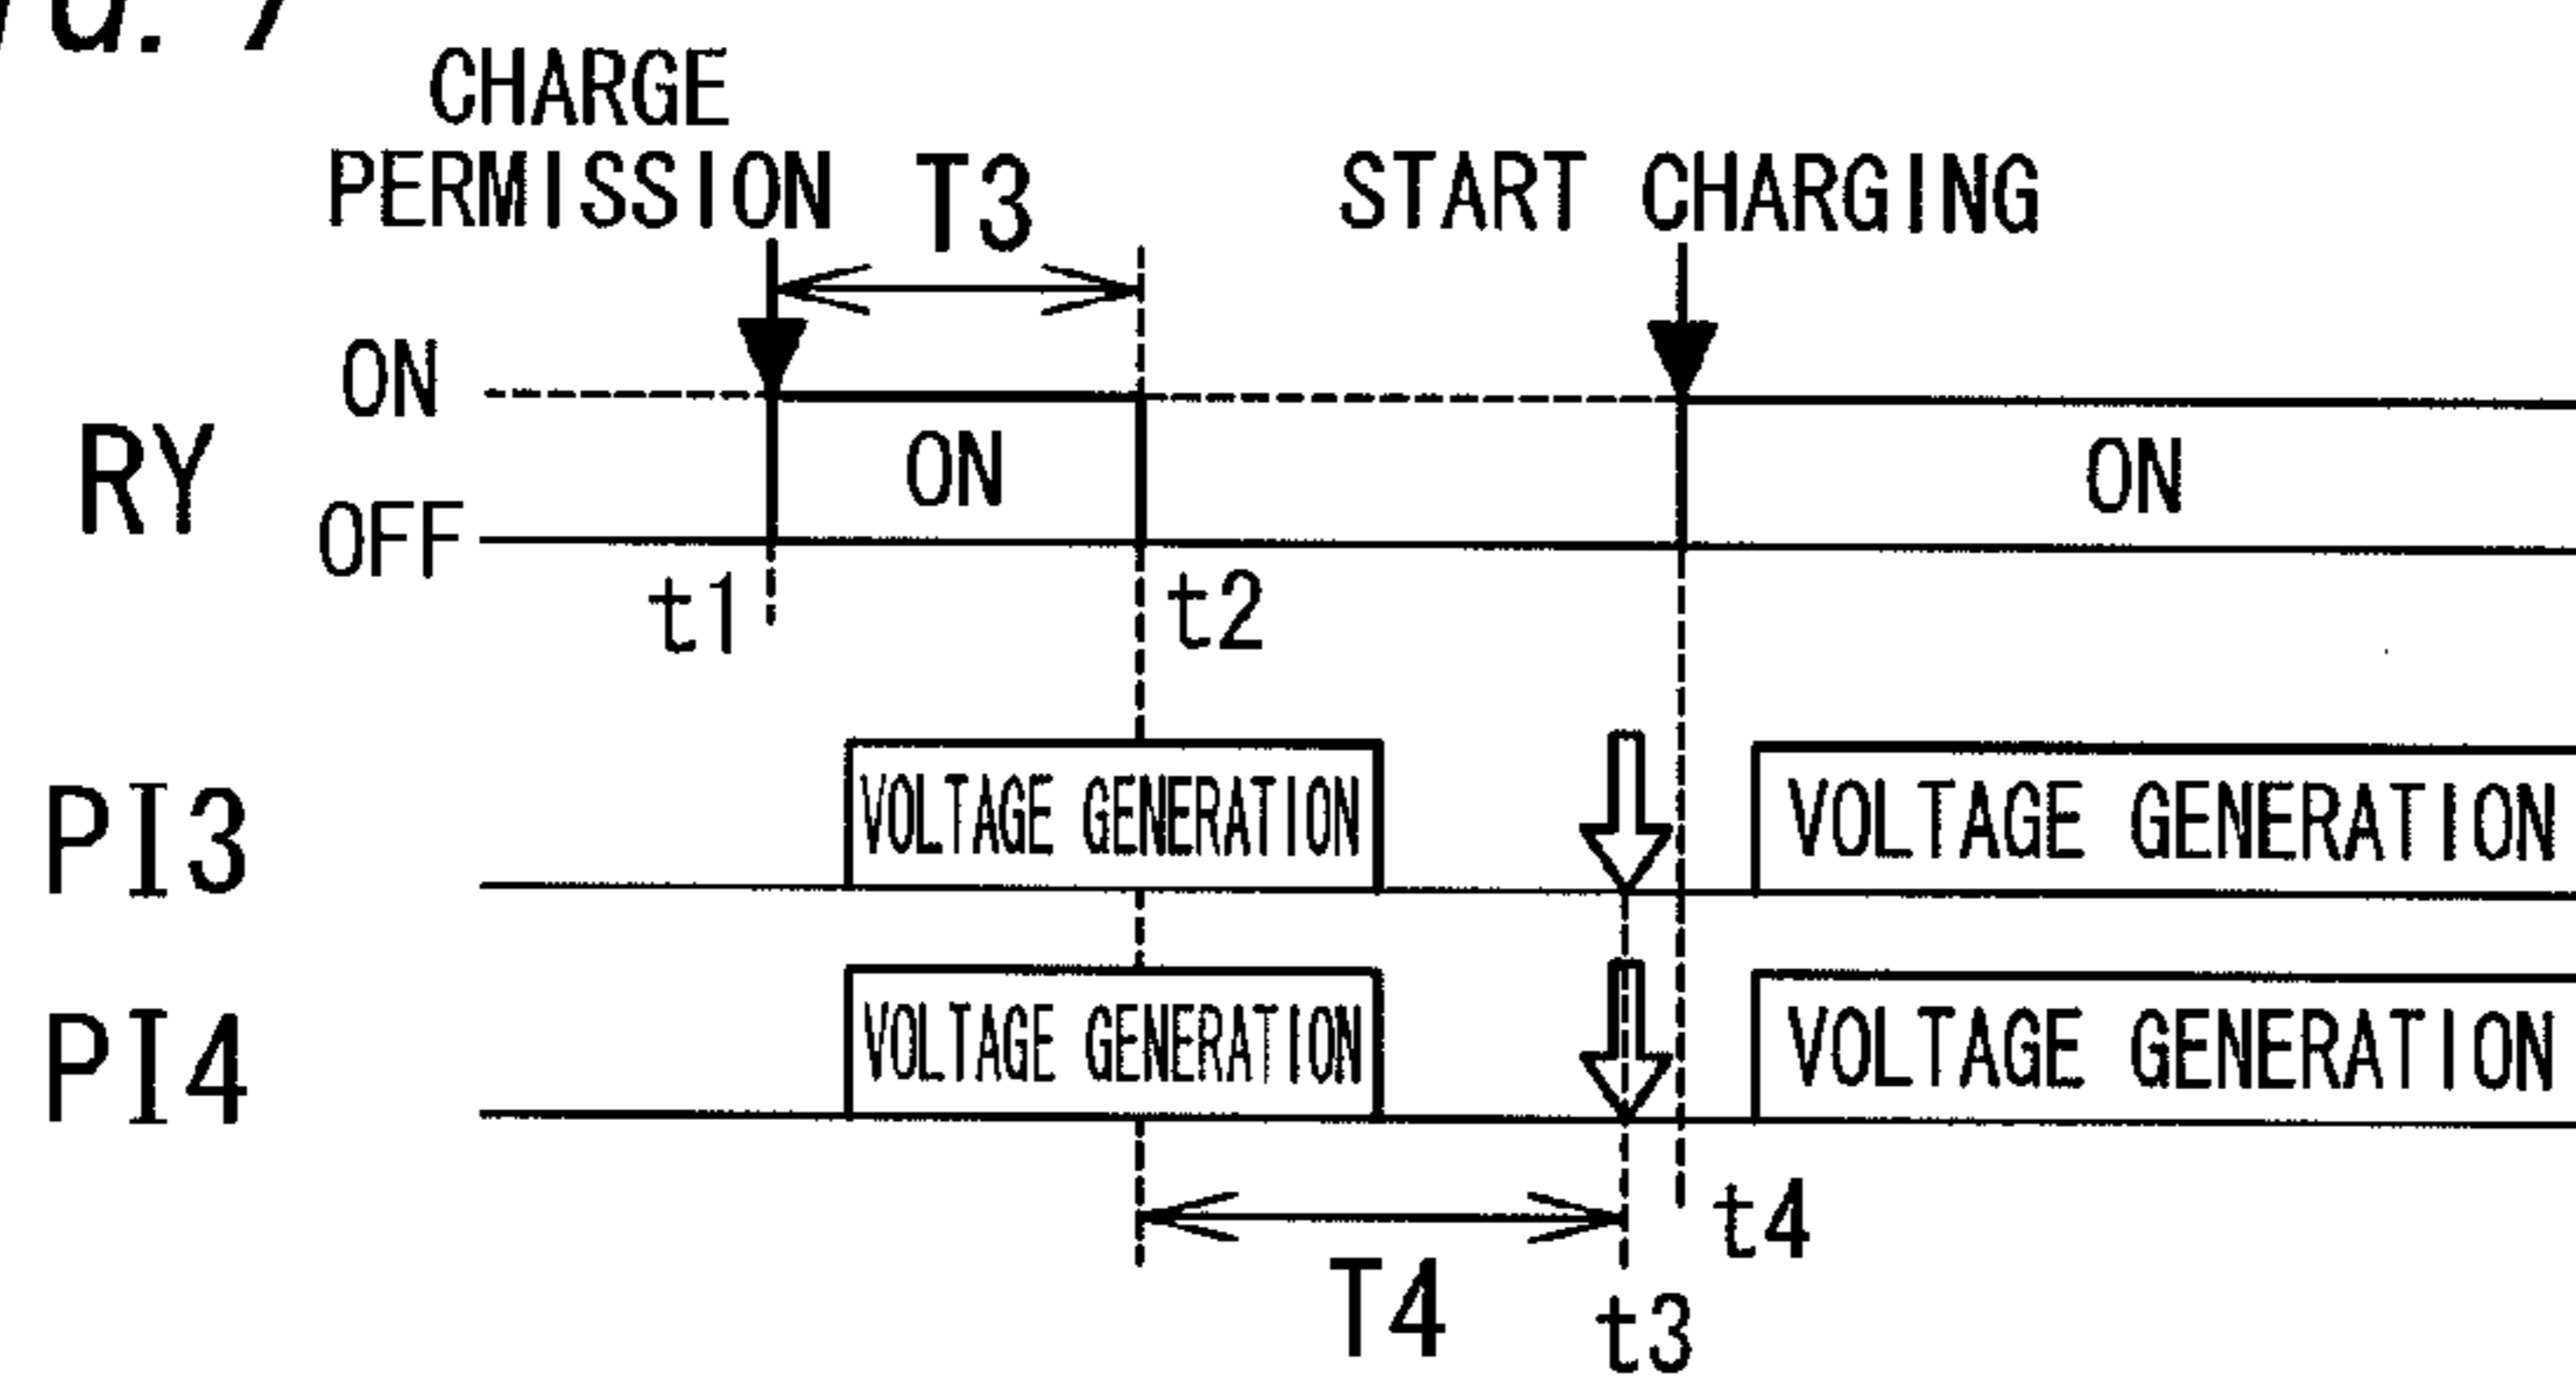 CHARGE
PERMISSION
T3
START CHARGING
ON
RY
ON
ON
OFF
t1
t2
PI3
VOLTAGE GENERATION
VOLTAGE GENERATION
PI4
VOLTAGE GENERATION
VOLTAGE GENERATION
T4
t4
t3